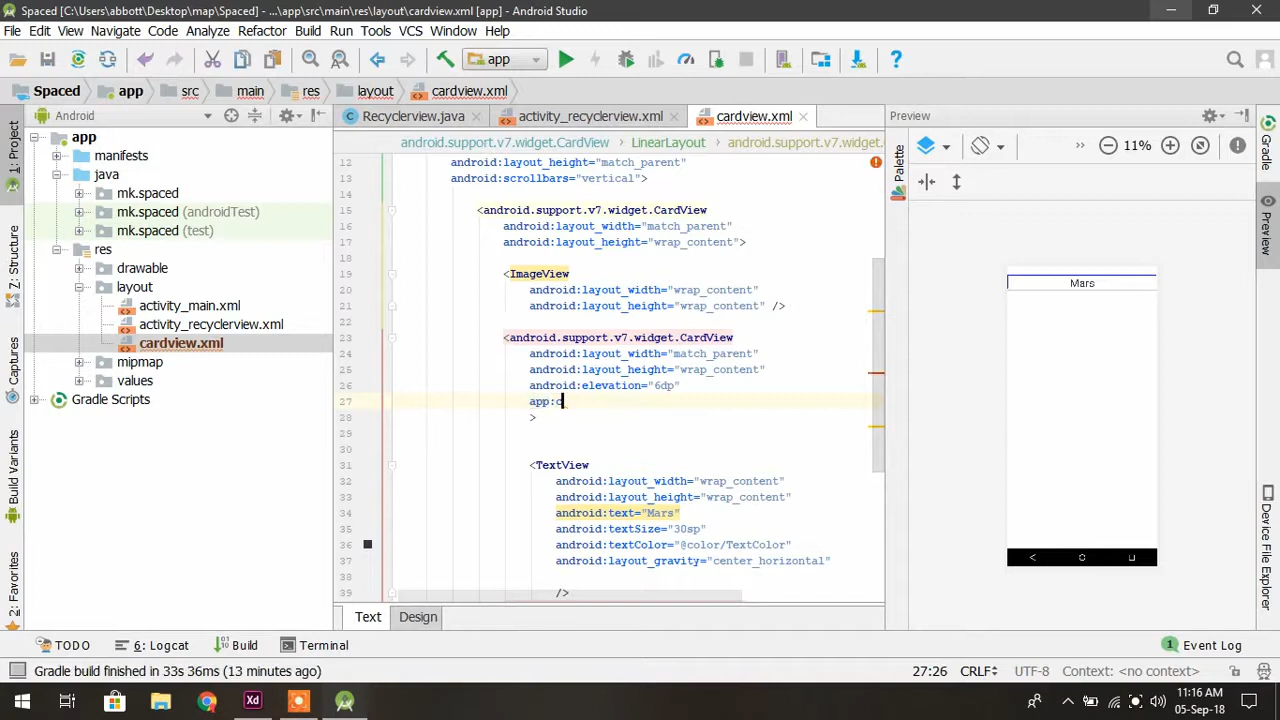 Spaced [C:\Users\abbott\Desktop\map\Spaced] - ...\app\src\main\res\layout\cardview.xml [app] - Android Studio
File Edit View Navigate Code Analyze Refactor Build Run Tools VCS Window Help
app
Spaced app src main res layout cardview.xml
Android
Recyclerview.java activity_recyclerview.xml cardview.xml
Preview
android.support.v7.widget.CardView LinearLayout android.support.v7.widget.
11%
1: Project
Z: Structure
Captures
Build Variants
2: Favorites
app
manifests
java
mk.spaced
mk.spaced (androidTest)
mk.spaced (test)
res
drawable
layout
activity_main.xml
activity_recyclerview.xml
cardview.xml
mipmap
values
Gradle Scripts
12 android:layout_height="match_parent"
13 android:scrollbars="vertical">
14
15 <android.support.v7.widget.CardView
16 android:layout_width="match_parent"
17 android:layout_height="wrap_content">
18
19 <ImageView
20 android:layout_width="wrap_content"
21 android:layout_height="wrap_content" />
22
23 <android.support.v7.widget.CardView
24 android:layout_width="match_parent"
25 android:layout_height="wrap_content"
26 android:elevation="6dp"
27 app:c
28 >
29
30
31 <TextView
32 android:layout_width="wrap_content"
33 android:layout_height="wrap_content"
34 android:text="Mars"
35 android:textSize="30sp"
36 android:textColor="@color/TextColor"
37 android:layout_gravity="center_horizontal"
38
39 />
Palette
Mars
Gradle
Preview
Device File Explorer
Text Design
TODO 6: Logcat Build Terminal Event Log
Gradle build finished in 33s 36ms (13 minutes ago) 27:26 CRLF UTF-8 Context: <no context>
Xd
11:16 AM
05-Sep-18